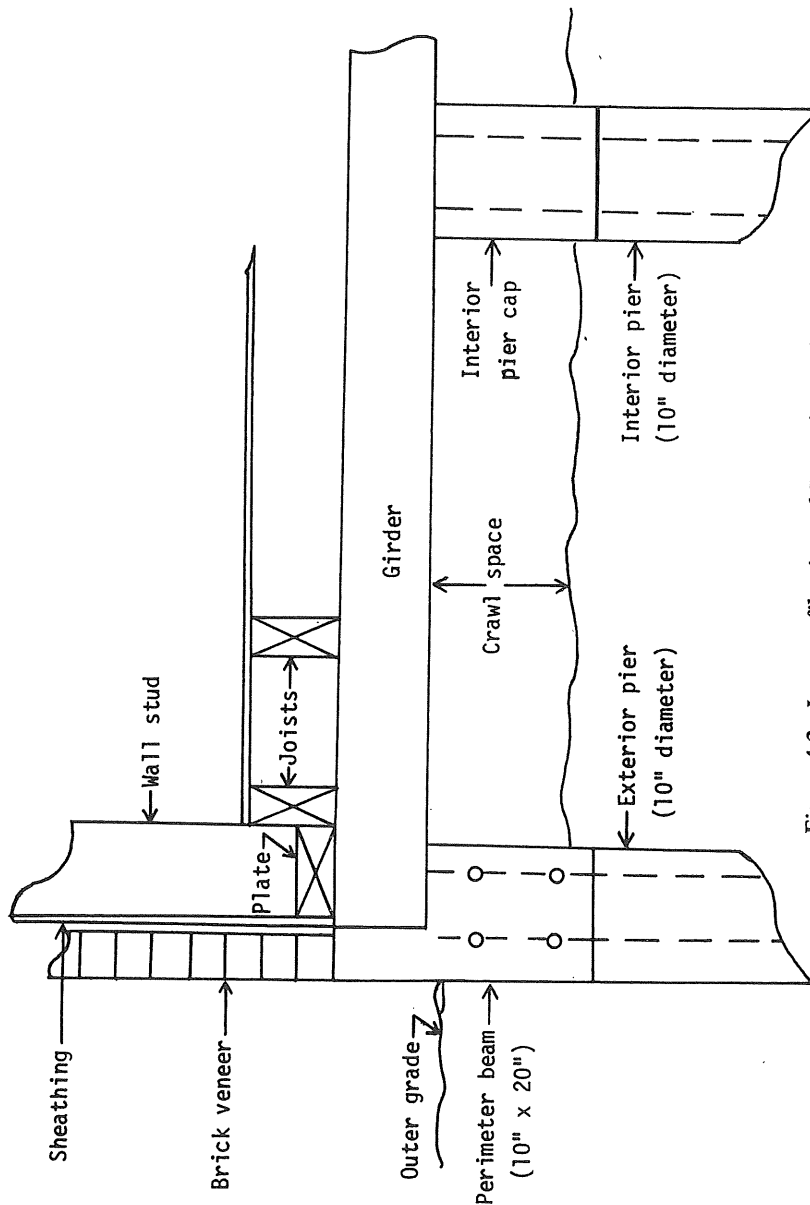 Sheathing
Wall stud
Brick veneer
Plate
Joists
Girder
Outer grade
Perimeter beam
(10" x 20")
Crawl space
Interior
pier cap
Exterior pier
(10" diameter)
Interior pier
(10" diameter)